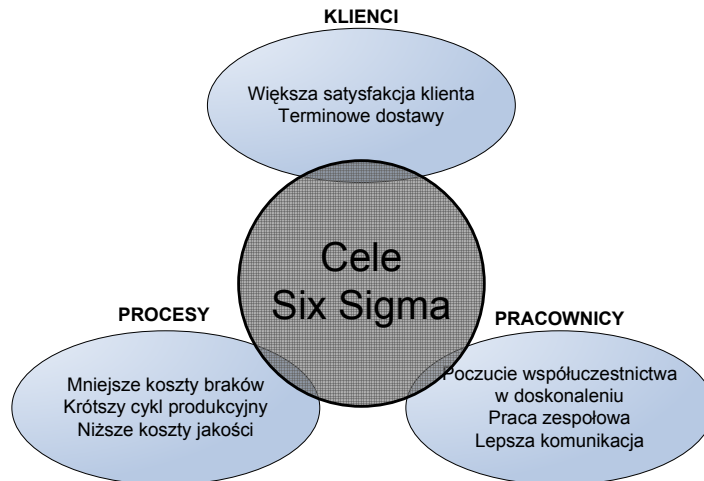 KLIENCI
Większa satysfakcja klienta
Terminowe dostawy
Cele
Six Sigma
PROCESY
Mniejsze koszty braków
Krótszy cykl produkcyjny
Niższe koszty jakości
PRACOWNICY
Poczucie współuczestnictwa
w doskonaleniu
Praca zespołowa
Lepsza komunikacja